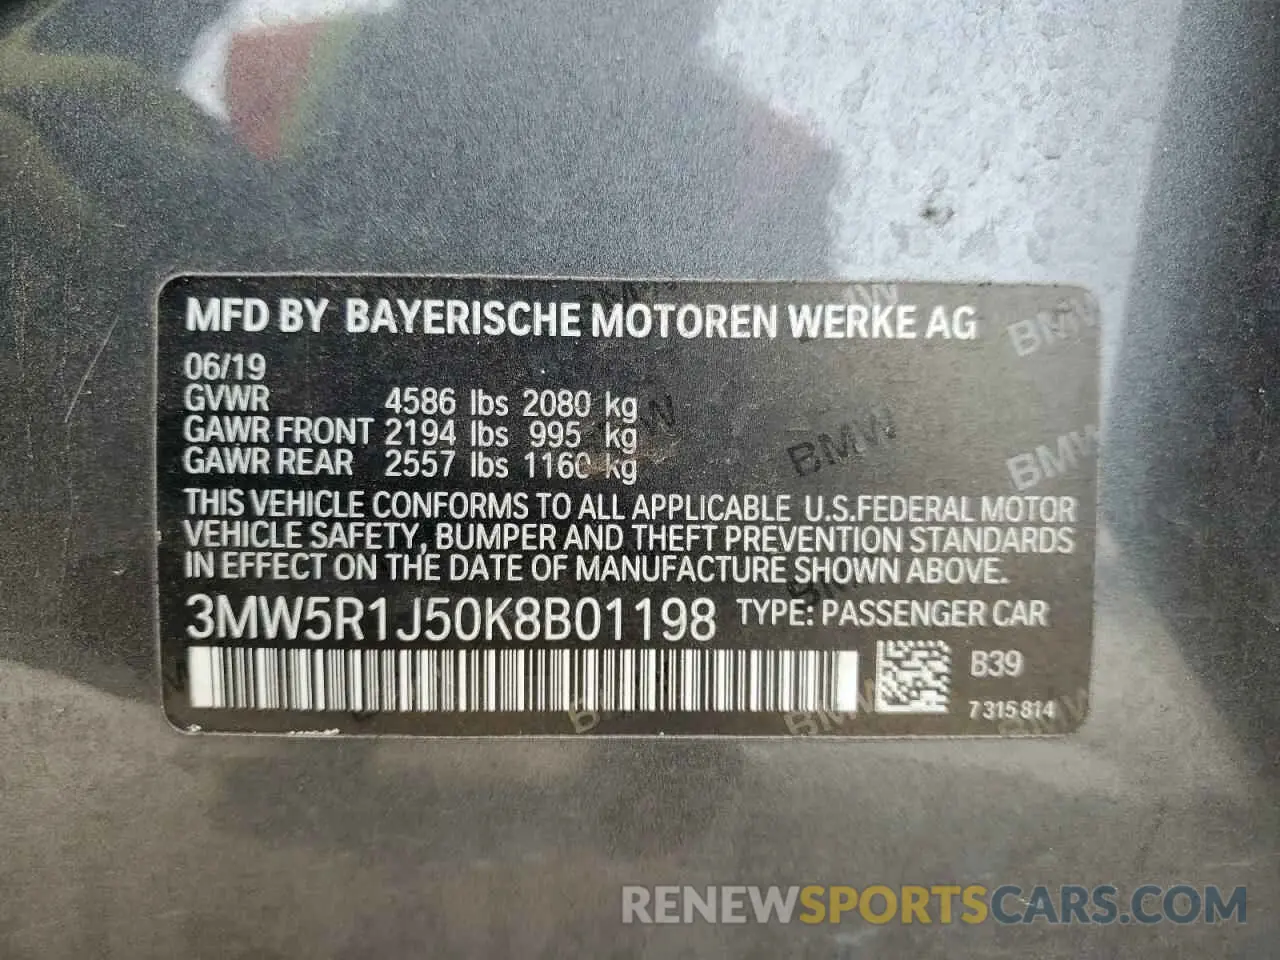 MFD BY BAYERISCHE MOTOREN WERKE AG
06/19
GVWR 4586 lbs 2080 kg
GAWR FRONT 2194 lbs 995 kg
GAWR REAR 2557 lbs 1160 kg
THIS VEHICLE CONFORMS TO ALL APPLICABLE U.S.FEDERAL MOTOR
VEHICLE SAFETY, BUMPER AND THEFT PREVENTION STANDARDS
IN EFFECT ON THE DATE OF MANUFACTURE SHOWN ABOVE.
3MW5R1J50K8B01198 TYPE: PASSENGER CAR
B39
7315814
BMW
BMW
BMW
BMW
RENEWSPORTSCARS.COM